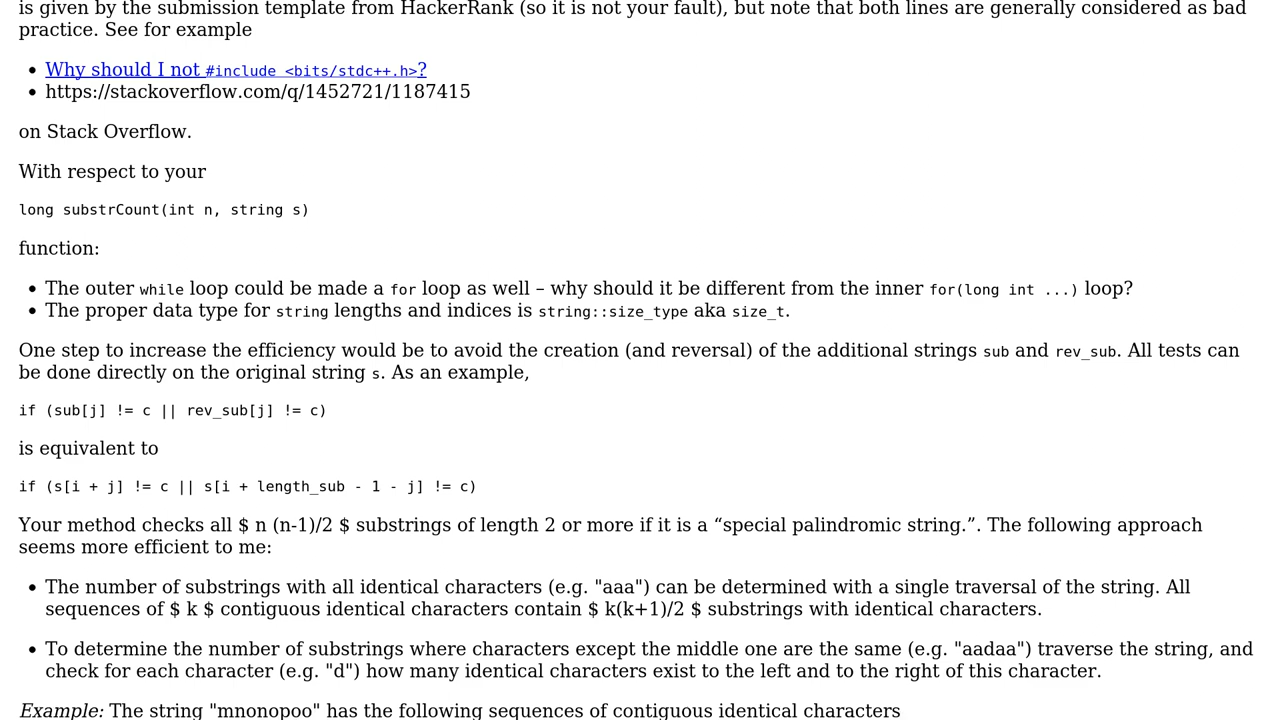 is given by the submission template from HackerRank (so it is not your fault), but note that both lines are generally considered as bad
practice. See for example
• Why should I not #include <bits/stdc++.h>?
• https://stackoverflow.com/q/1452721/1187415
on Stack Overflow.
With respect to your
long substrCount(int n, string s)
function:
• The outer while loop could be made a for loop as well – why should it be different from the inner for(long int ...) loop?
• The proper data type for string lengths and indices is string::size_type aka size_t.
One step to increase the efficiency would be to avoid the creation (and reversal) of the additional strings sub and rev_sub. All tests can
be done directly on the original string s. As an example,
if (sub[j] != c || rev_sub[j] != c)
is equivalent to
if (s[i + j] != c || s[i + length_sub - 1 - j] != c)
Your method checks all $ n (n-1)/2 $ substrings of length 2 or more if it is a “special palindromic string.”. The following approach
seems more efficient to me:
• The number of substrings with all identical characters (e.g. "aaa") can be determined with a single traversal of the string. All
sequences of $ k $ contiguous identical characters contain $ k(k+1)/2 $ substrings with identical characters.
• To determine the number of substrings where characters except the middle one are the same (e.g. "aadaa") traverse the string, and
check for each character (e.g. "d") how many identical characters exist to the left and to the right of this character.
Example: The string "mnonopoo" has the following sequences of contiguous identical characters